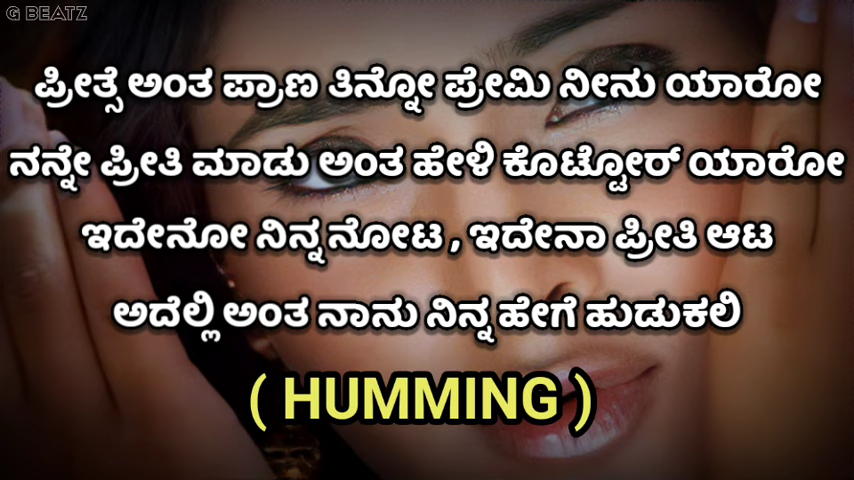 G BEATZ
ಪ್ರೀತ್ಸೆ ಅಂತ ಪ್ರಾಣ ತಿನ್ನೋ ಪ್ರೇಮಿ ನೀನು ಯಾರೋ
ನನ್ನೇ ಪ್ರೀತಿ ಮಾಡು ಅಂತ ಹೇಳಿ ಕೊಟ್ಟೋರ್ ಯಾರೋ
ಇದೇನೋ ನಿನ್ನ ನೋಟ , ಇದೇನಾ ಪ್ರೀತಿ ಆಟ
ಅದೆಲ್ಲಿ ಅಂತ ನಾನು ನಿನ್ನ ಹೇಗೆ ಹುಡುಕಲಿ
( HUMMING )